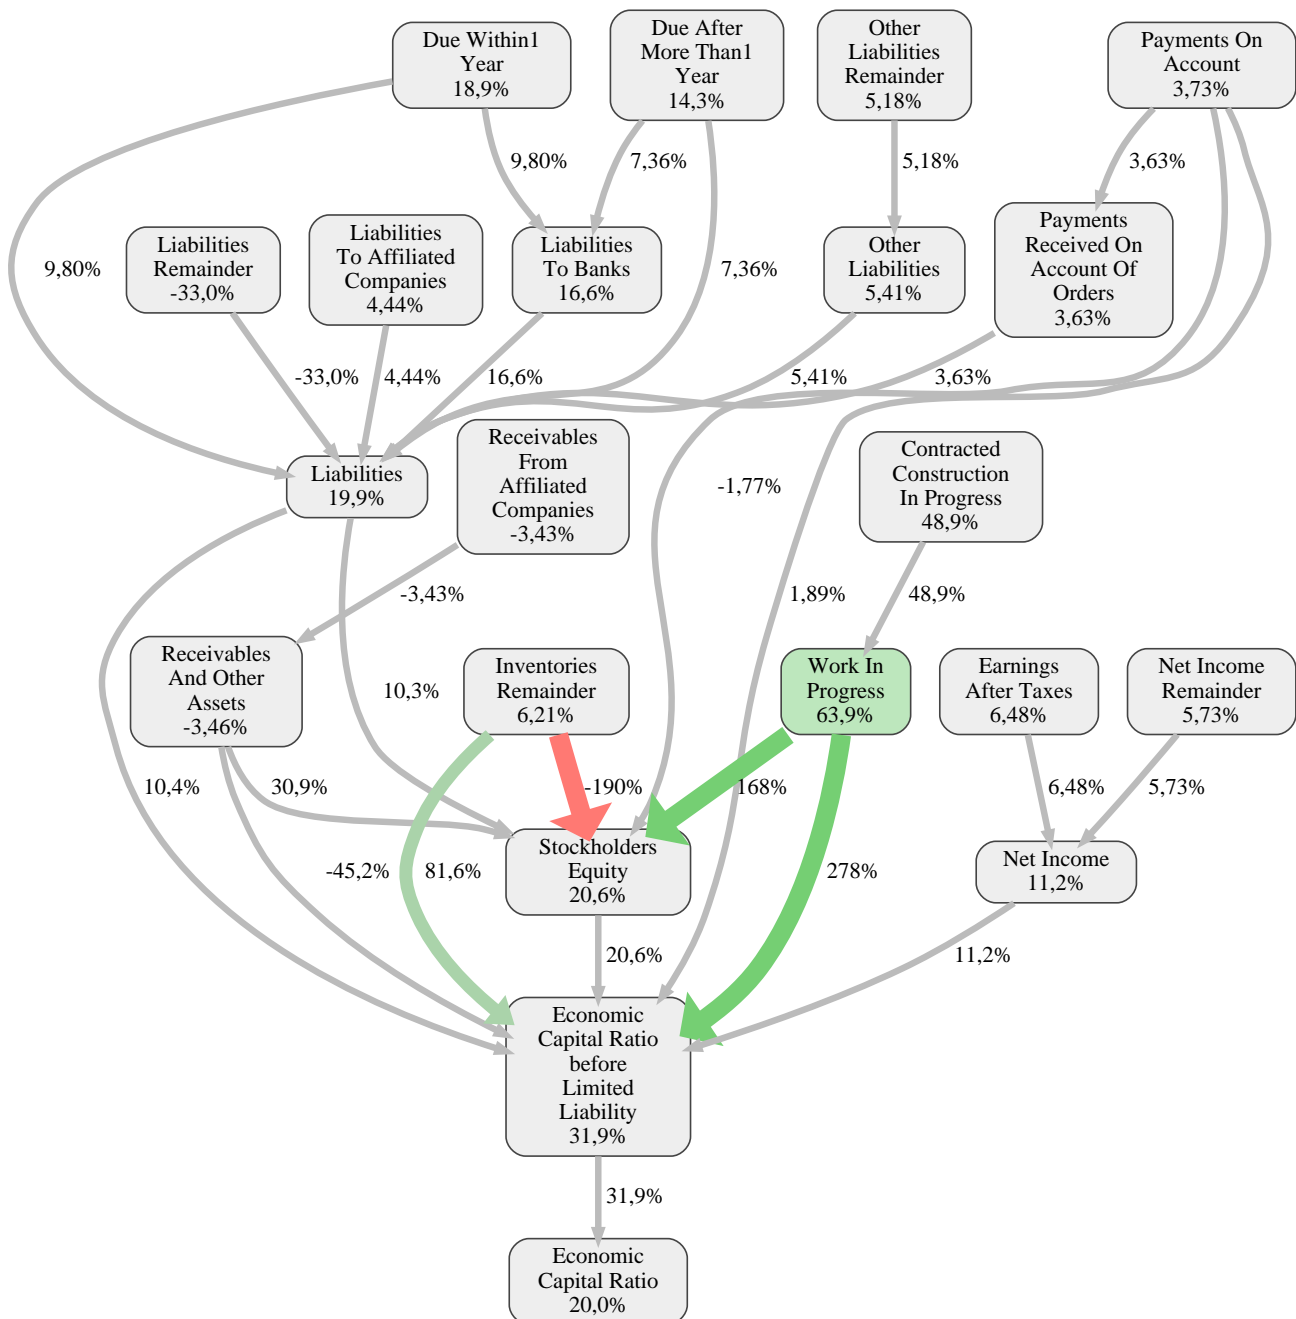 Due Within1
Year
18,9%
Due After
More Than1
Year
14,3%
Other
Liabilities
Remainder
5,18%
Payments On
Account
3,73%
9,80%
7,36%
5,18%
3,63%
Liabilities
Remainder
-33,0%
Liabilities
To Affiliated
Companies
4,44%
Liabilities
To Banks
16,6%
Other
Liabilities
5,41%
Payments
Received On
Account Of
Orders
3,63%
9,80%
7,36%
-33,0%
4,44%
16,6%
5,41%
3,63%
Liabilities
19,9%
Receivables
From
Affiliated
Companies
-3,43%
-1,77%
Contracted
Construction
In Progress
48,9%
-3,43%
1,89%
48,9%
Receivables
And Other
Assets
-3,46%
10,3%
Inventories
Remainder
6,21%
Work In
Progress
63,9%
Earnings
After Taxes
6,48%
Net Income
Remainder
5,73%
10,4%
30,9%
-190%
168%
6,48%
5,73%
-45,2%
81,6%
Stockholders
Equity
20,6%
278%
Net Income
11,2%
20,6%
11,2%
Economic
Capital Ratio
before
Limited
Liability
31,9%
31,9%
Economic
Capital Ratio
20,0%